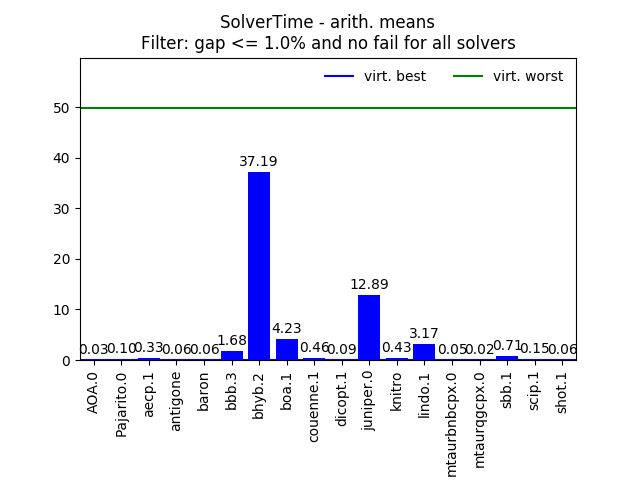 SolverTime - arith. means
Filter: gap <= 1.0% and no fail for all solvers
virt. best
virt. worst
50
40
30
20
10
0
0.03
0.10
0.33
0.06
0.06
1.68
37.19
4.23
0.46
0.09
12.89
0.43
3.17
0.05
0.02
0.71
0.15
0.06
AOA.0
Pajarito.0
aecp.1
antigone
baron
bbb.3
bhyb.2
boa.1
couenne.1
dicopt.1
juniper.0
knitro
lindo.1
mtaurbnbcpx.0
mtaurqgcpx.0
sbb.1
scip.1
shot.1